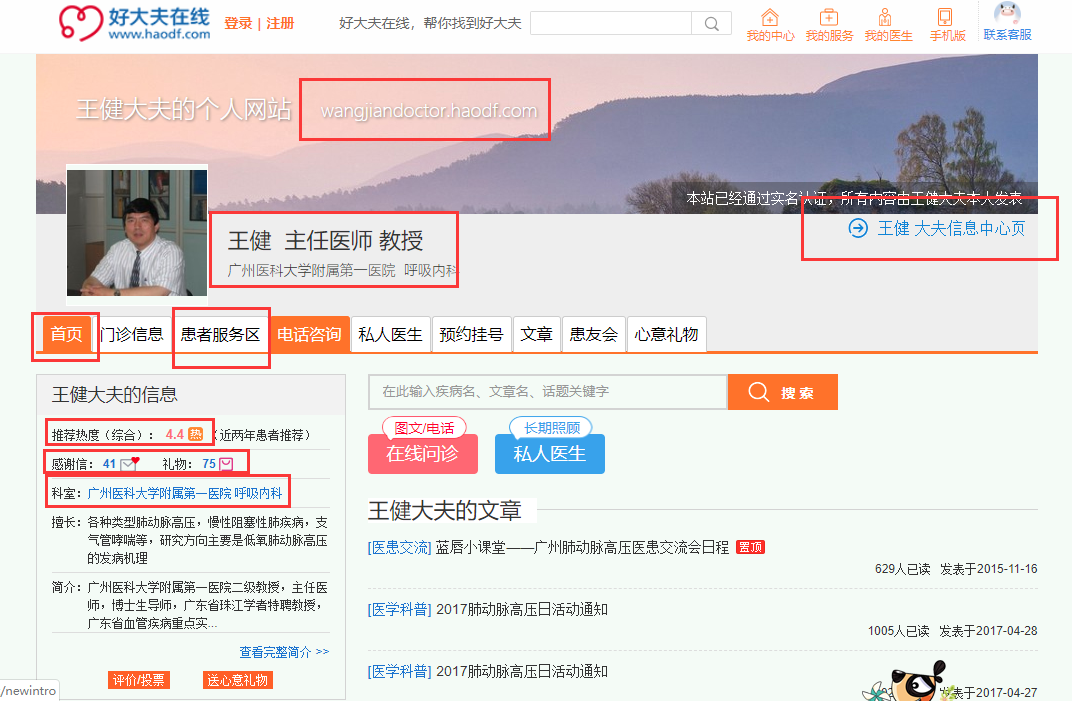 好大夫在线
www.haodf.com
登录 | 注册
好大夫在线，帮你找到好大夫
我的中心 我的服务 我的医生 手机版 联系客服
王健大夫的个人网站 wangjiandoctor.haodf.com
本站已经通过实名认证，所有内容由王健大夫本人发表
王健 主任医师 教授
王健 大夫信息中心页
广州医科大学附属第一医院 呼吸内科
首页 门诊信息 患者服务区 电话咨询 私人医生 预约挂号 文章 患友会 心意礼物
王健大夫的信息
推荐热度（综合）： 4.4 热 （近两年患者推荐）
感谢信： 41 礼物： 75
科室：广州医科大学附属第一医院 呼吸内科
擅长：各种类型肺动脉高压，慢性阻塞性肺疾病，支
气管哮喘等，研究方向主要是低氧肺动脉高压
的发病机理
简介：广州医科大学附属第一医院二级教授，主任医
师，博士生导师，广东省珠江学者特聘教授，
广东省血管疾病重点实...
查看完整简介 >>
评价/投票 送心意礼物
在此输入疾病名、文章名、话题关键字 搜 索
图文/电话 长期照顾
在线问诊 私人医生
王健大夫的文章
[医患交流] 蓝唇小课堂——广州肺动脉高压医患交流会日程 置顶
629人已读 发表于2015-11-16
[医学科普] 2017肺动脉高压日活动通知
1005人已读 发表于2017-04-28
[医学科普] 2017肺动脉高压日活动通知
发表于2017-04-27
/newintro